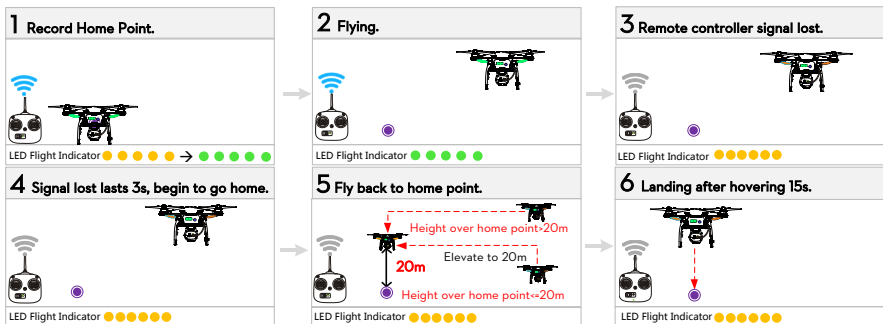 1 Record Home Point.
LED Flight Indicator
2 Flying.
LED Flight Indicator
3 Remote controller signal lost.
LED Flight Indicator
4 Signal lost lasts 3s, begin to go home.
LED Flight Indicator
5 Fly back to home point.
Height over home point>20m
Elevate to 20m
20m
Height over home point<=20m
LED Flight Indicator
6 Landing after hovering 15s.
LED Flight Indicator